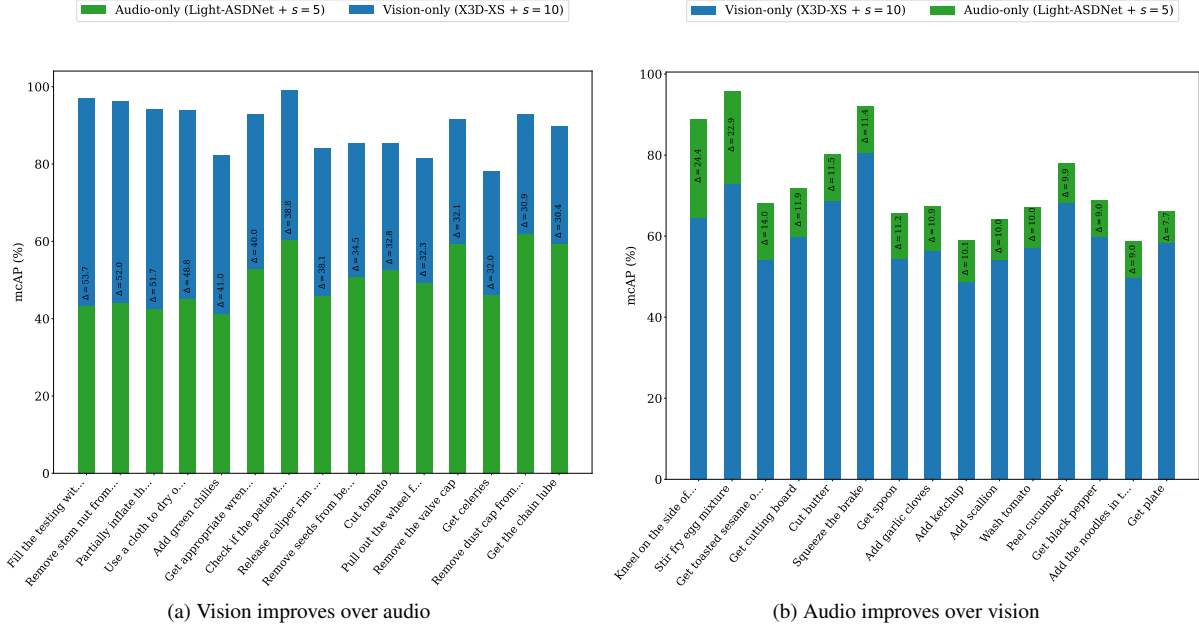 Audio-only (Light-ASDNet + s = 5)
Vision-only (X3D-XS + s = 10)
mcAP (%)
100
80
60
40
20
0
Δ = 53.7
Δ = 52.0
Δ = 51.7
Δ = 48.8
Δ = 41.0
Δ = 40.0
Δ = 38.8
Δ = 38.1
Δ = 34.5
Δ = 32.8
Δ = 32.3
Δ = 32.1
Δ = 32.0
Δ = 30.9
Δ = 30.4
Fill the testing wit...
Remove stem nut from...
Partially inflate th...
Use a cloth to dry o...
Add green chilies
Get appropriate wren...
Check if the patient...
Release caliper rim ...
Remove seeds from be...
Cut tomato
Pull out the wheel f...
Remove the valve cap
Get celeries
Remove dust cap from...
Get the chain lube
(a) Vision improves over audio
Vision-only (X3D-XS + s = 10)
Audio-only (Light-ASDNet + s = 5)
mcAP (%)
100
80
60
40
20
0
Δ = 24.4
Δ = 22.9
Δ = 14.0
Δ = 11.9
Δ = 11.5
Δ = 11.4
Δ = 11.2
Δ = 10.9
Δ = 10.1
Δ = 10.0
Δ = 10.0
Δ = 9.9
Δ = 9.0
Δ = 9.0
Δ = 7.7
Kneel on the side of...
Stir fry egg mixture
Get toasted sesame o...
Get cutting board
Cut butter
Squeeze the brake
Get spoon
Add garlic cloves
Add ketchup
Add scallion
Wash tomato
Peel cucumber
Get black pepper
Add the noodles in t...
Get plate
(b) Audio improves over vision